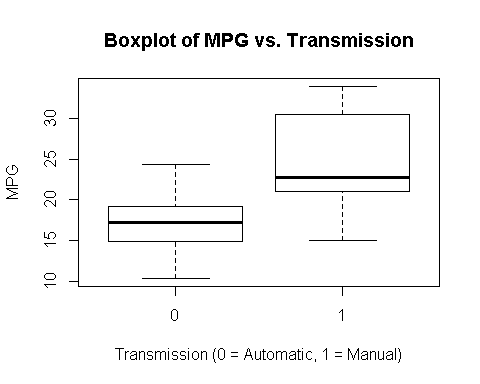 Boxplot of MPG vs. Transmission
MPG
30
25
20
15
10
0 1
Transmission (0 = Automatic, 1 = Manual)